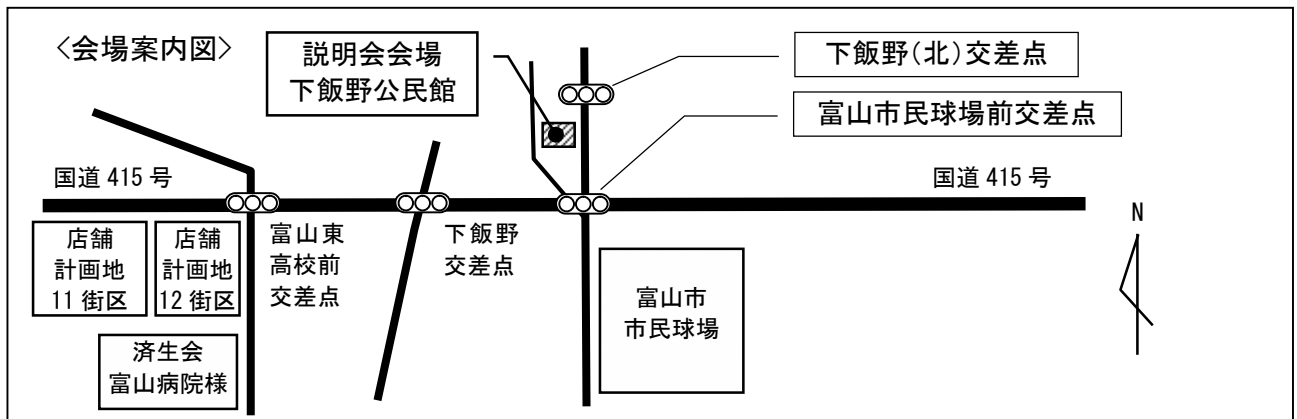 〈会場案内図〉
説明会会場
下飯野公民館
下飯野(北)交差点
富山市民球場前交差点
国道 415 号
国道 415 号
N
店舗
計画地
11 街区
店舗
計画地
12 街区
富山東
高校前
交差点
下飯野
交差点
富山市
市民球場
済生会
富山病院様